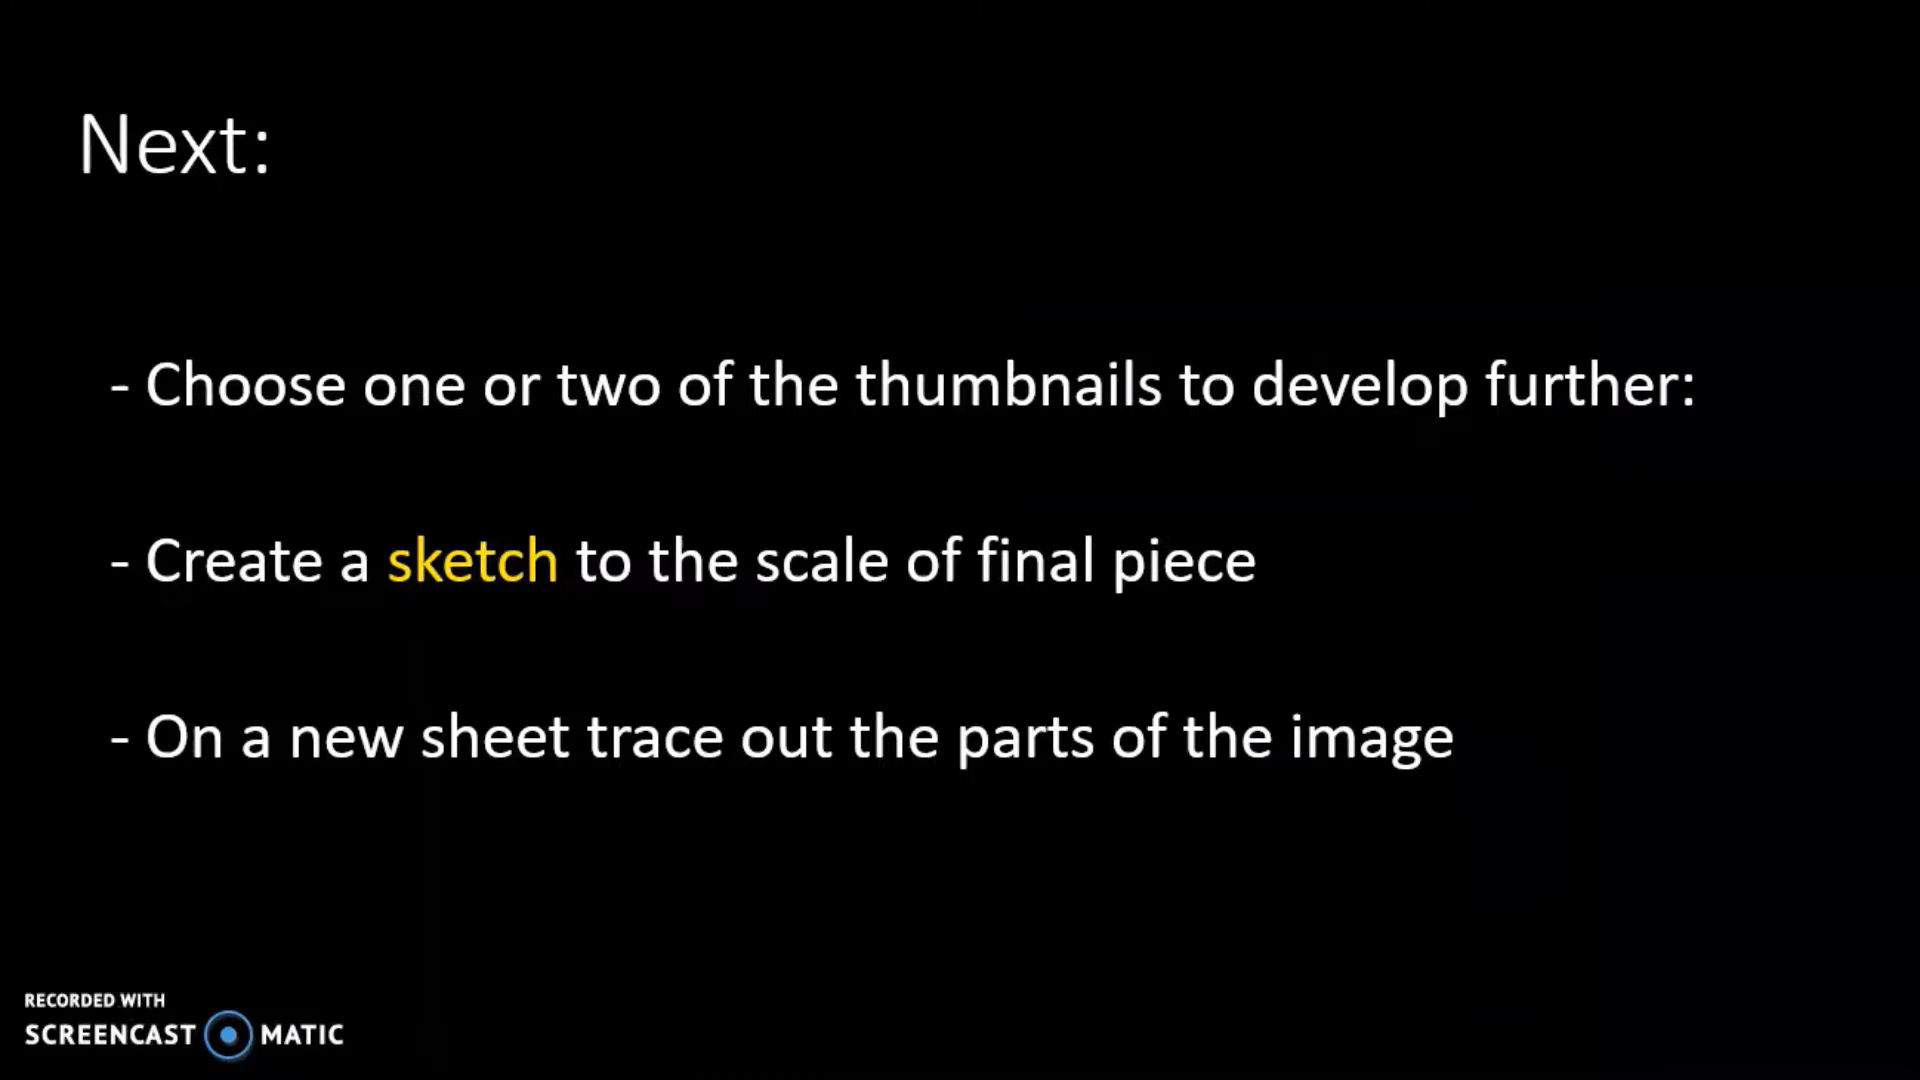 Next:
- Choose one or two of the thumbnails to develop further:
- Create a sketch to the scale of final piece
- On a new sheet trace out the parts of the image
RECORDED WITH
SCREENCAST MATIC